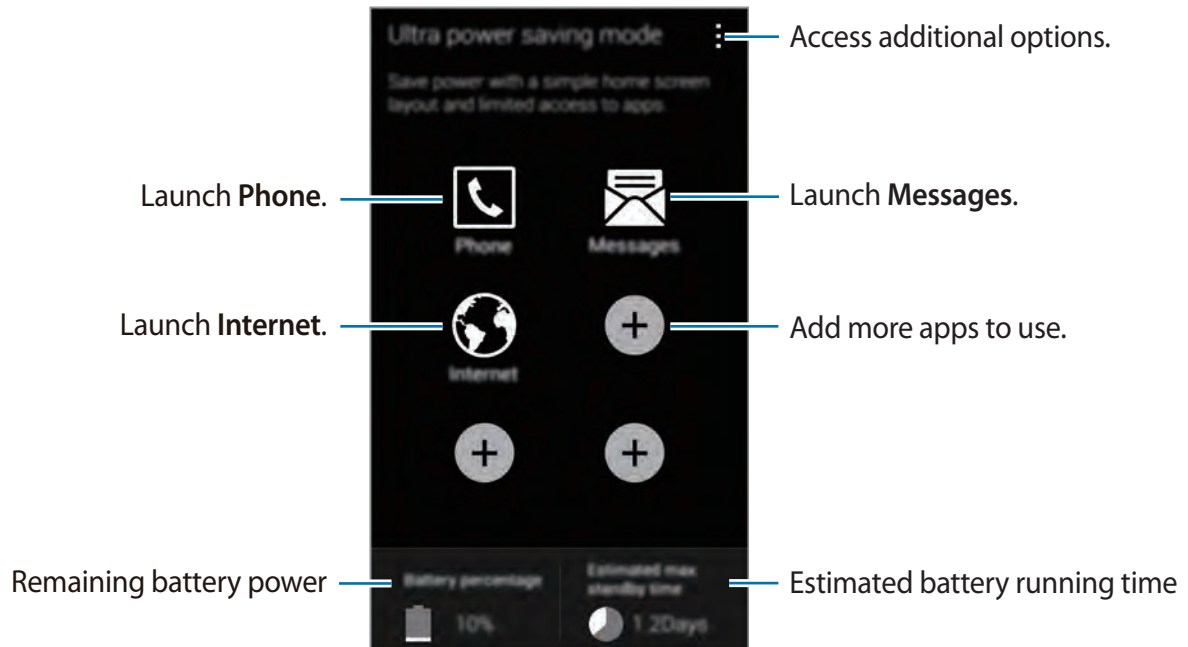 Ultra power saving mode
Access additional options.
Save power with a simple home screen
layout and limited access to apps
Launch Phone.
Launch Messages.
Phone
Messages
Launch Internet.
Add more apps to use.
Internet
Remaining battery power
Battery percentage
10%
Estimated max
standby time
1.2Days
Estimated battery running time